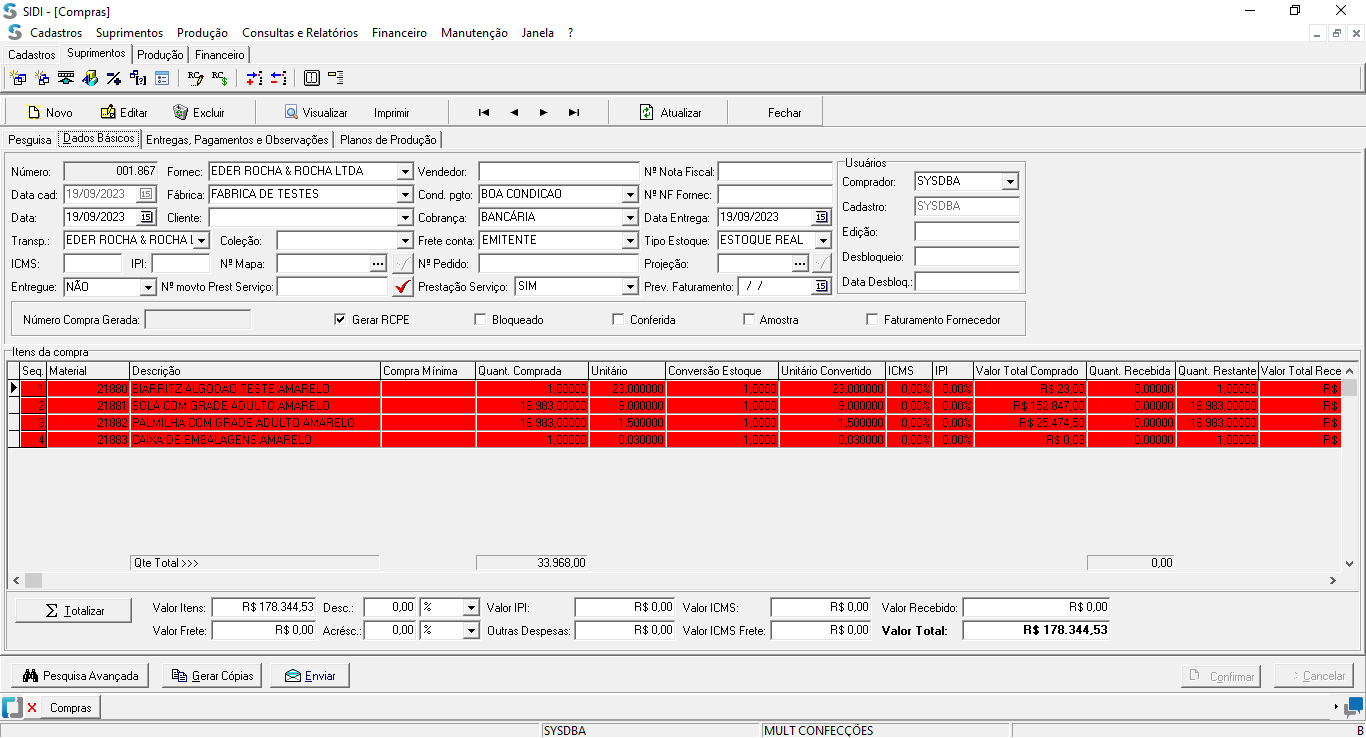 SIDI - [Compras]
Cadastros Suprimentos Produção Consultas e Relatórios Financeiro Manutenção Janela ?
Cadastros Suprimentos Produção Financeiro
Novo Editar Excluir Visualizar Imprimir Atualizar Fechar
Pesquisa Dados Básicos Entregas, Pagamentos e Observações Planos de Produção
Número: 001.867 Fornec: EDER ROCHA & ROCHA LTDA Vendedor: Nº Nota Fiscal: Usuários
Comprador: SYSDBA
Data cad: 19/09/2023 15 Fábrica: FABRICA DE TESTES Cond. pgto: BOA CONDICAO Nº NF Fornec:
Cadastro: SYSDBA
Data: 19/09/2023 15 Cliente: Cobrança: BANCÁRIA Data Entrega: 19/09/2023 15
Edição:
Transp.: EDER ROCHA & ROCHA L Coleção: Frete conta: EMITENTE Tipo Estoque: ESTOQUE REAL
Desbloqueio:
ICMS: IPI: Nº Mapa: ... Nº Pedido: Projeção: ...
Data Desbloq.:
Entregue: NÃO Nº movto Prest Serviço: Prestação Serviço: SIM Prev. Faturamento: / / 15
Número Compra Gerada: Gerar RCPE Bloqueado Conferida Amostra Faturamento Fornecedor
Itens da compra
Seq. Material Descrição Compra Mínima Quant. Comprada Unitário Conversão Estoque Unitário Convertido ICMS IPI Valor Total Comprado Quant. Recebida Quant. Restante Valor Total Rece
1 21880 BIARRITZ ALGODAO TESTE AMARELO 1,00000 23,000000 1,0000 23,000000 0,00% 0,00% R$ 23,00 0,00000 1,00000 R$
2 21881 SOLA COM GRADE ADULTO AMARELO 16.983,00000 9,000000 1,0000 9,000000 0,00% 0,00% R$ 152.847,00 0,00000 16.983,00000 R$
3 21882 PALMILHA COM GRADE ADULTO AMARELO 16.983,00000 1,500000 1,0000 1,500000 0,00% 0,00% R$ 25.474,50 0,00000 16.983,00000 R$
4 21883 CAIXA DE EMBALAGENS AMARELO 1,00000 0,030000 1,0000 0,030000 0,00% 0,00% R$ 0,03 0,00000 1,00000 R$
Qte Total >>> 33.968,00 0,00
Totalizar Valor Itens: R$ 178.344,53 Desc.: 0,00 % Valor IPI: R$ 0,00 Valor ICMS: R$ 0,00 Valor Recebido: R$ 0,00
Valor Frete: R$ 0,00 Acrésc.: 0,00 % Outras Despesas: R$ 0,00 Valor ICMS Frete: R$ 0,00 Valor Total: R$ 178.344,53
Pesquisa Avançada Gerar Cópias Enviar Confirmar Cancelar
Compras
SYSDBA MULT CONFECÇÕES B